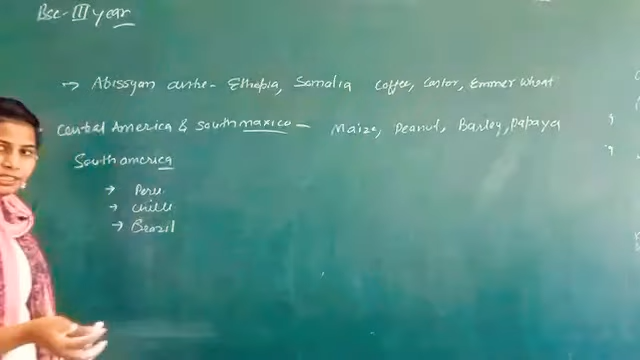 Bsc-III year
→ Abissyan centre- Ethopia, Somalia Coffee, Castor, Emmer wheat
Central America & South maxico - Maize, Peanut, Barley, papaya
South america
→ Peru
→ chille
→ Brazil